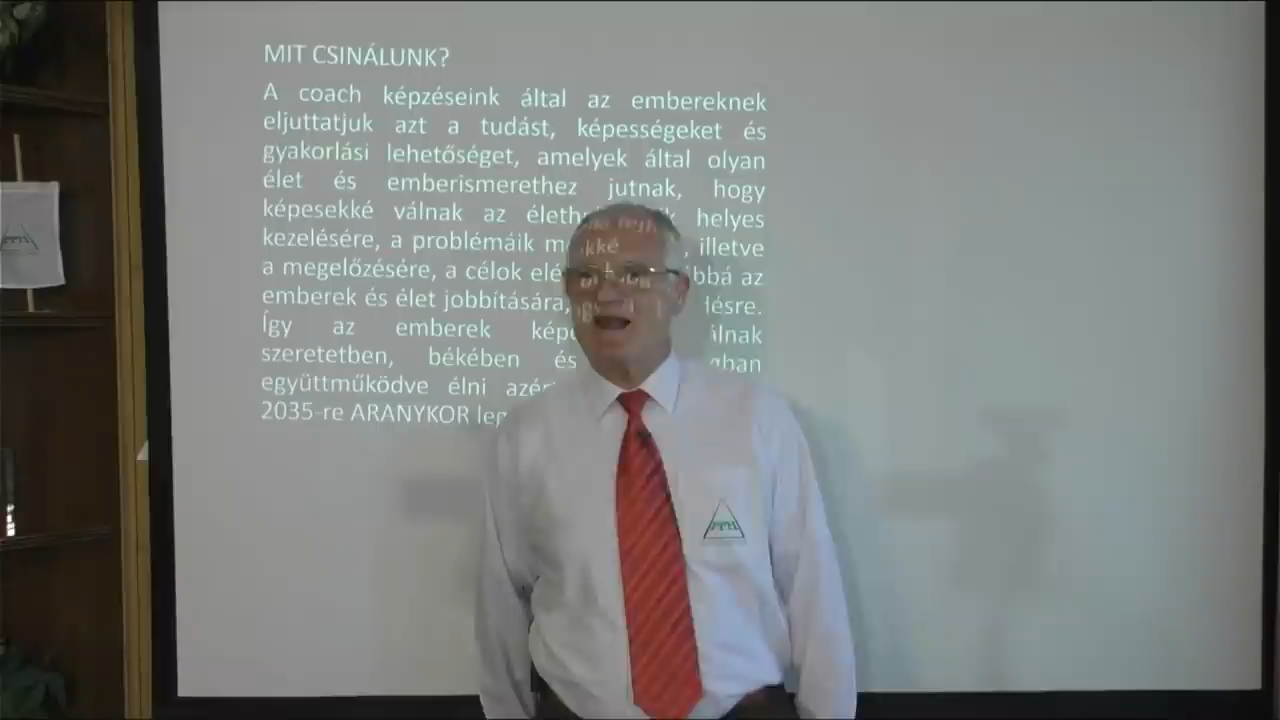 MIT CSINÁLUNK?
A coach képzéseink által az embereknek
eljuttatjuk azt a tudást, képességeket és
gyakorlási lehetőséget, amelyek által olyan
élet és emberismerethez jutnak, hogy
képesekké válnak az helyes
kezelésére, a problémáik illetve
a megelőzésére, a célok az
emberek és élet jobbítására,
Így az emberek
szeretetben, békében és
együttműködve élni
2035-re ARANYKOR